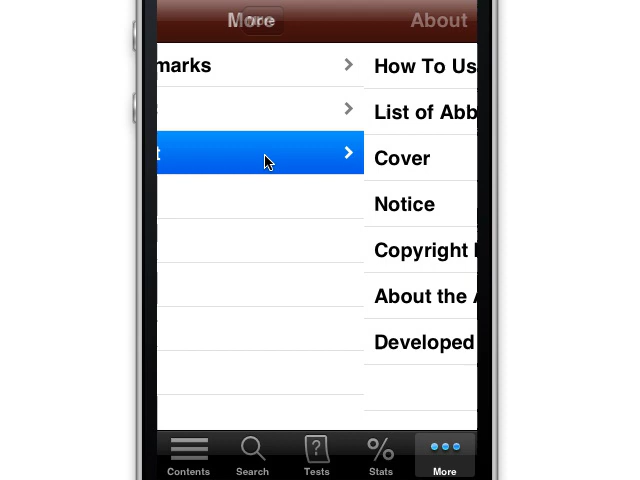 More
About
marks
t
How To Us
List of Abb
Cover
Notice
Copyright
About the A
Developed
?
%
Contents
Search
Tests
Stats
More